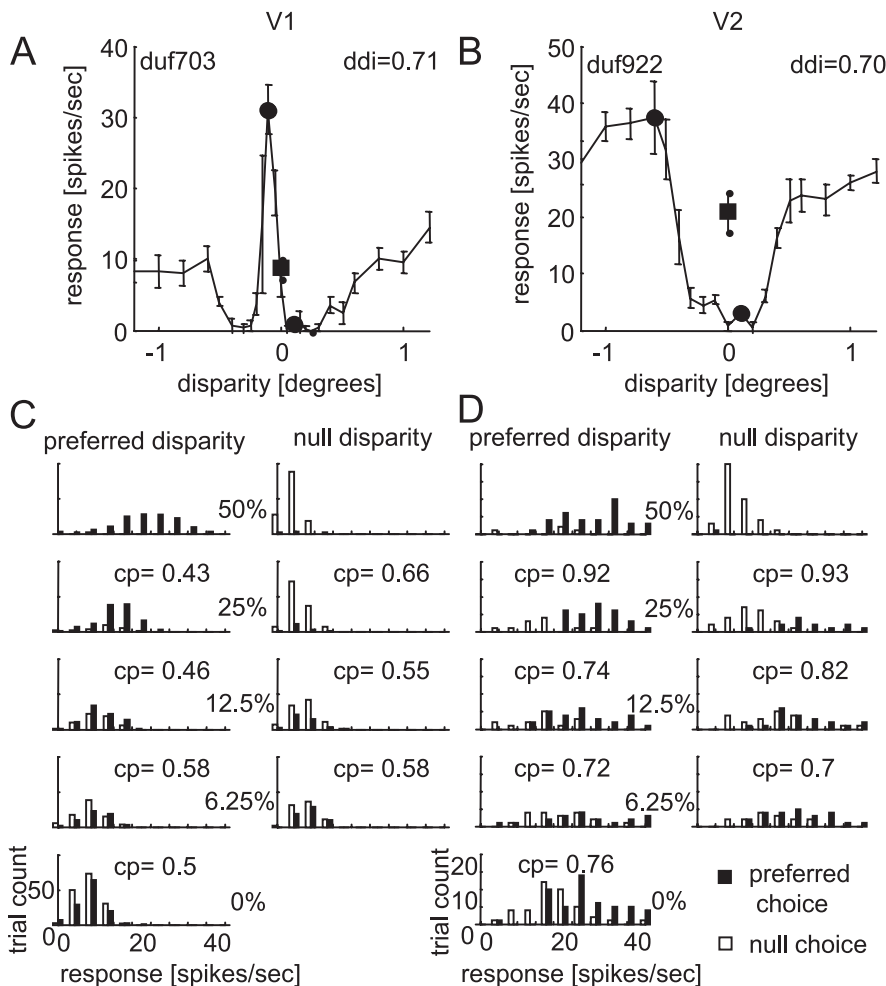 V1
V2
A
duf703
ddi=0.71
B
duf922
ddi=0.70
response [spikes/sec]
40
30
20
10
0
-1
0
1
disparity [degrees]
response [spikes/sec]
50
40
30
20
10
0
-1
0
1
disparity [degrees]
C
preferred disparity
null disparity
D
preferred disparity
null disparity
50%
50%
cp= 0.43
cp= 0.66
cp= 0.92
cp= 0.93
25%
25%
cp= 0.46
cp= 0.55
cp= 0.74
cp= 0.82
12.5%
12.5%
cp= 0.58
cp= 0.58
cp= 0.72
cp= 0.7
6.25%
6.25%
cp= 0.5
cp= 0.76
trial count
50
0
0%
0
20
40
response [spikes/sec]
trial count
20
10
0
0%
0
20
40
response [spikes/sec]
preferred
choice
null choice